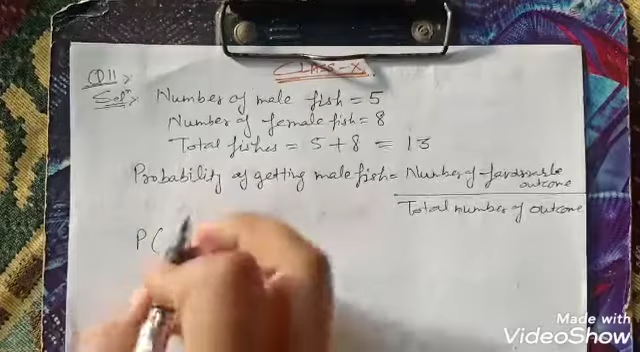 CLASS-X.
Q11>
Solⁿ> Number of male fish = 5
Number of female fish = 8
Total fishes = 5 + 8 = 13
Probability of getting male fish = Number of favourable outcome
Total number of outcome
P(
Made with
VideoShow